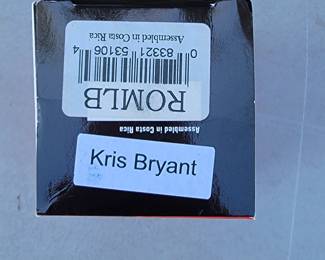 Assembled in Costa Rica
0 83321 53106 4
ROMLB
Assembled in Costa Rica
Kris Bryant